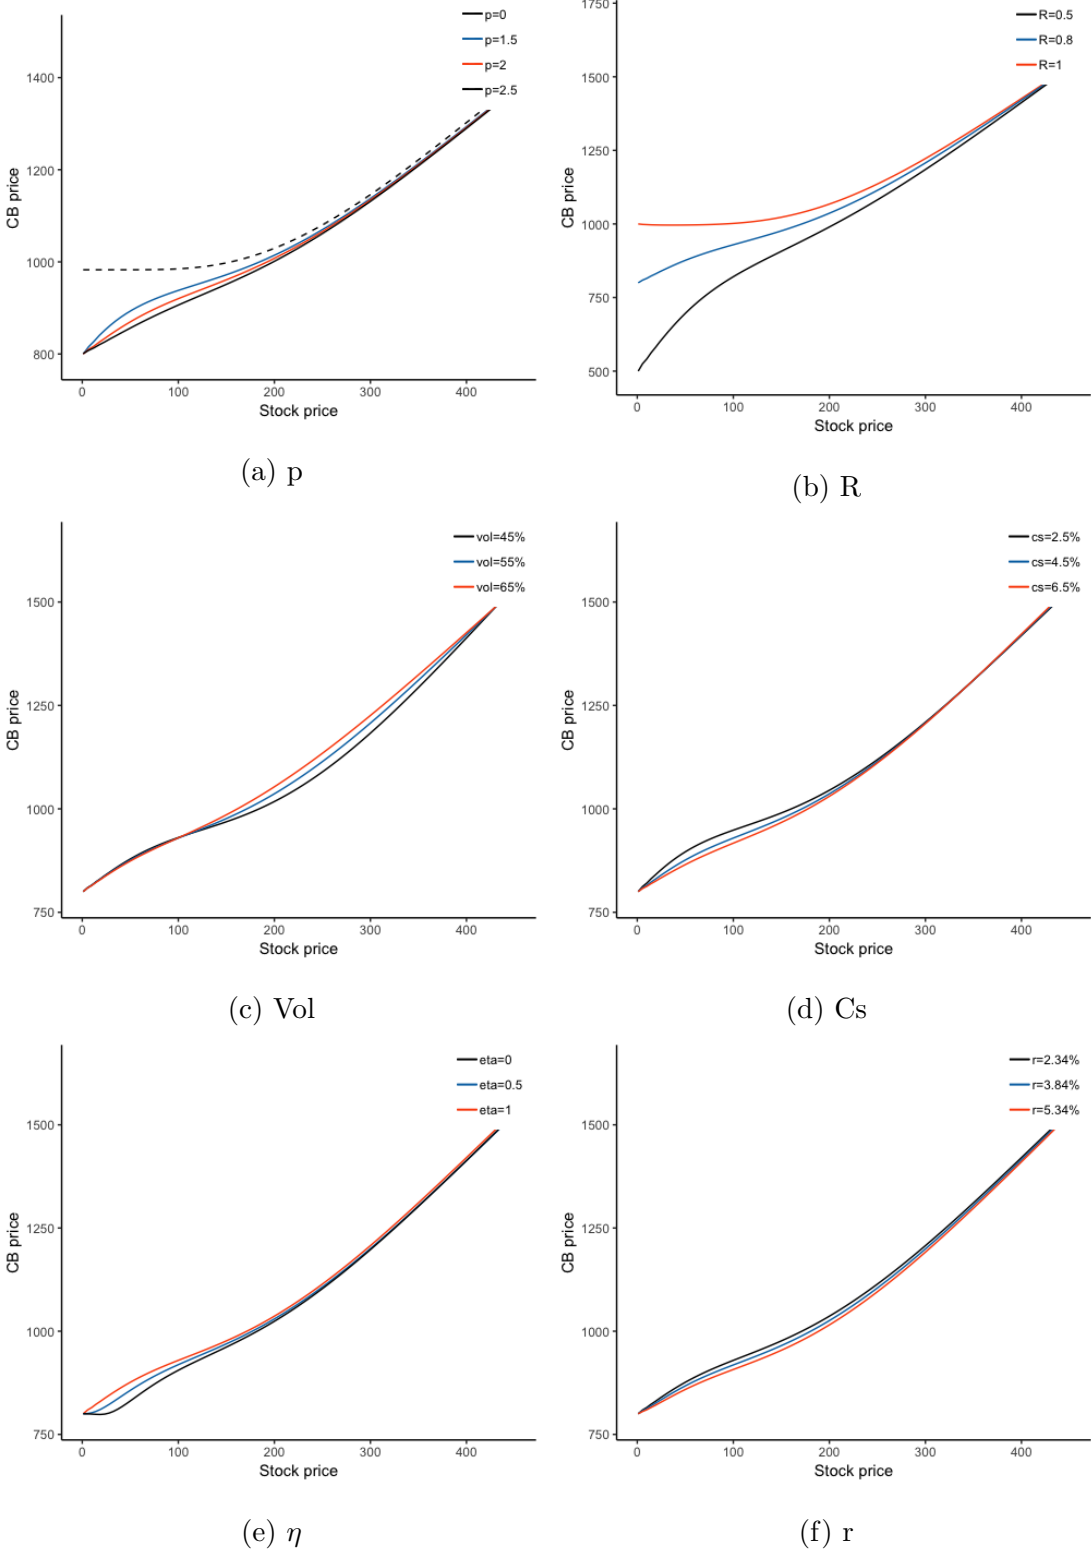 p=0
p=1.5
p=2
p=2.5
1400
1200
1000
800
CB price
0 100 200 300 400
Stock price
(a) p
R=0.5
R=0.8
R=1
1750
1500
1250
1000
750
500
CB price
0 100 200 300 400
Stock price
(b) R
vol=45%
vol=55%
vol=65%
1500
1250
1000
750
CB price
0 100 200 300 400
Stock price
(c) Vol
cs=2.5%
cs=4.5%
cs=6.5%
1500
1250
1000
750
CB price
0 100 200 300 400
Stock price
(d) Cs
eta=0
eta=0.5
eta=1
1500
1250
1000
750
CB price
0 100 200 300 400
Stock price
(e) η
r=2.34%
r=3.84%
r=5.34%
1500
1250
1000
750
CB price
0 100 200 300 400
Stock price
(f) r